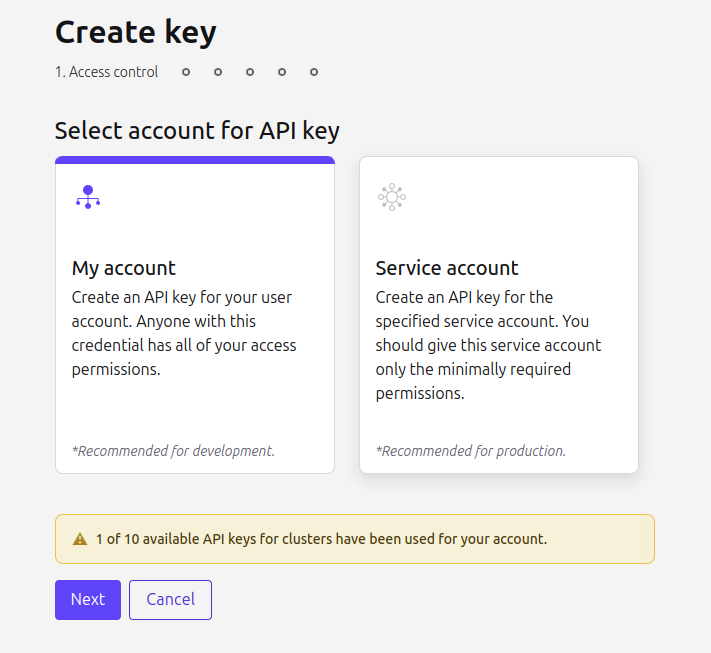 Create key
1. Access control
Select account for API key
My account
Create an API key for your user
account. Anyone with this
credential has all of your access
permissions.
*Recommended for development.
Service account
Create an API key for the
specified service account. You
should give this service account
only the minimally required
permissions.
*Recommended for production.
1 of 10 available API keys for clusters have been used for your account.
Next
Cancel